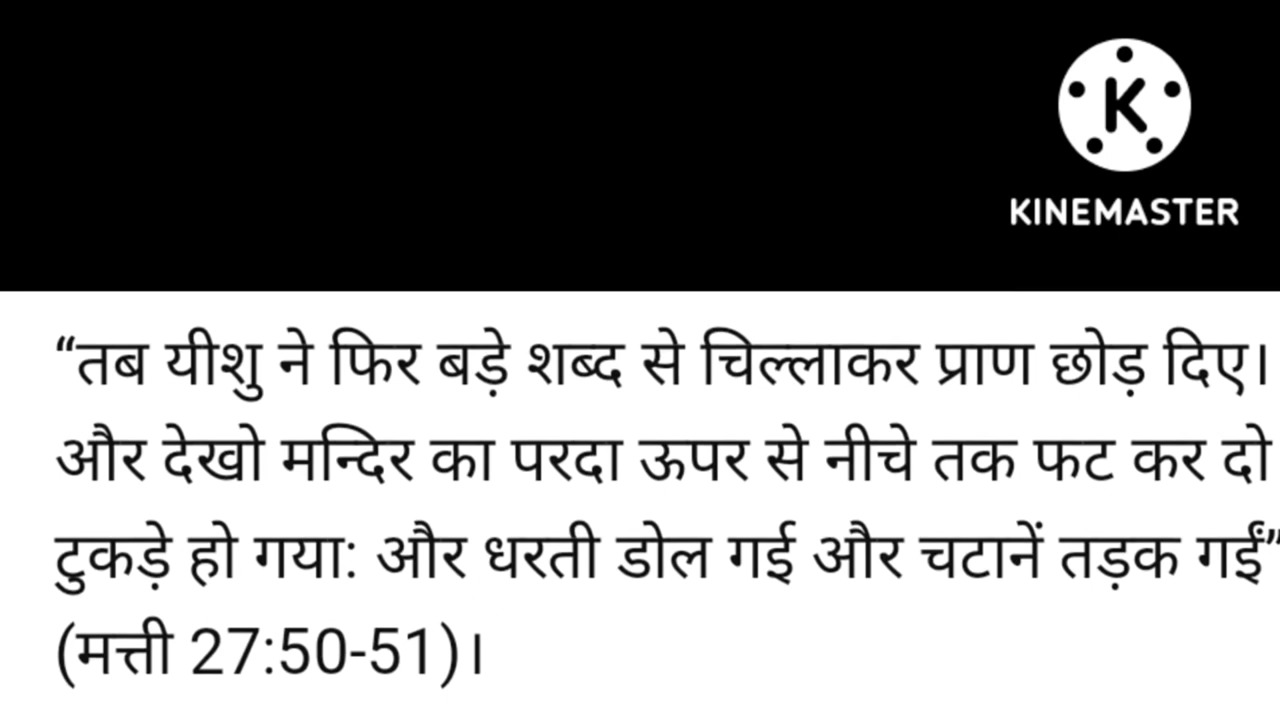 KINEMASTER
“तब यीशु ने फिर बड़े शब्द से चिल्लाकर प्राण छोड़ दिए।
और देखो मन्दिर का परदा ऊपर से नीचे तक फट कर दो
टुकड़े हो गया: और धरती डोल गई और चटानें तड़क गईं”
(मत्ती 27:50-51)।